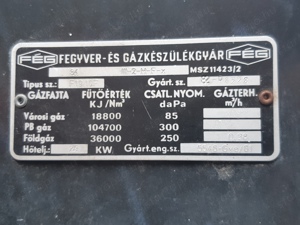 FÉG FEGYVER- ÉS GÁZKÉSZÜLÉKGYÁR FÉG
MSZ 11423/2
Tipus sz.: Gyárt. sz.
GÁZFAJTA FŰTŐÉRTÉK CSATL. NYOM. GÁZTERH.
KJ/Nm³ daPa m³/h
Városi gáz 18800 85
PB gáz 104700 300
Földgáz 36000 250
Hőtelj.: KW. Gyárt.eng.sz.